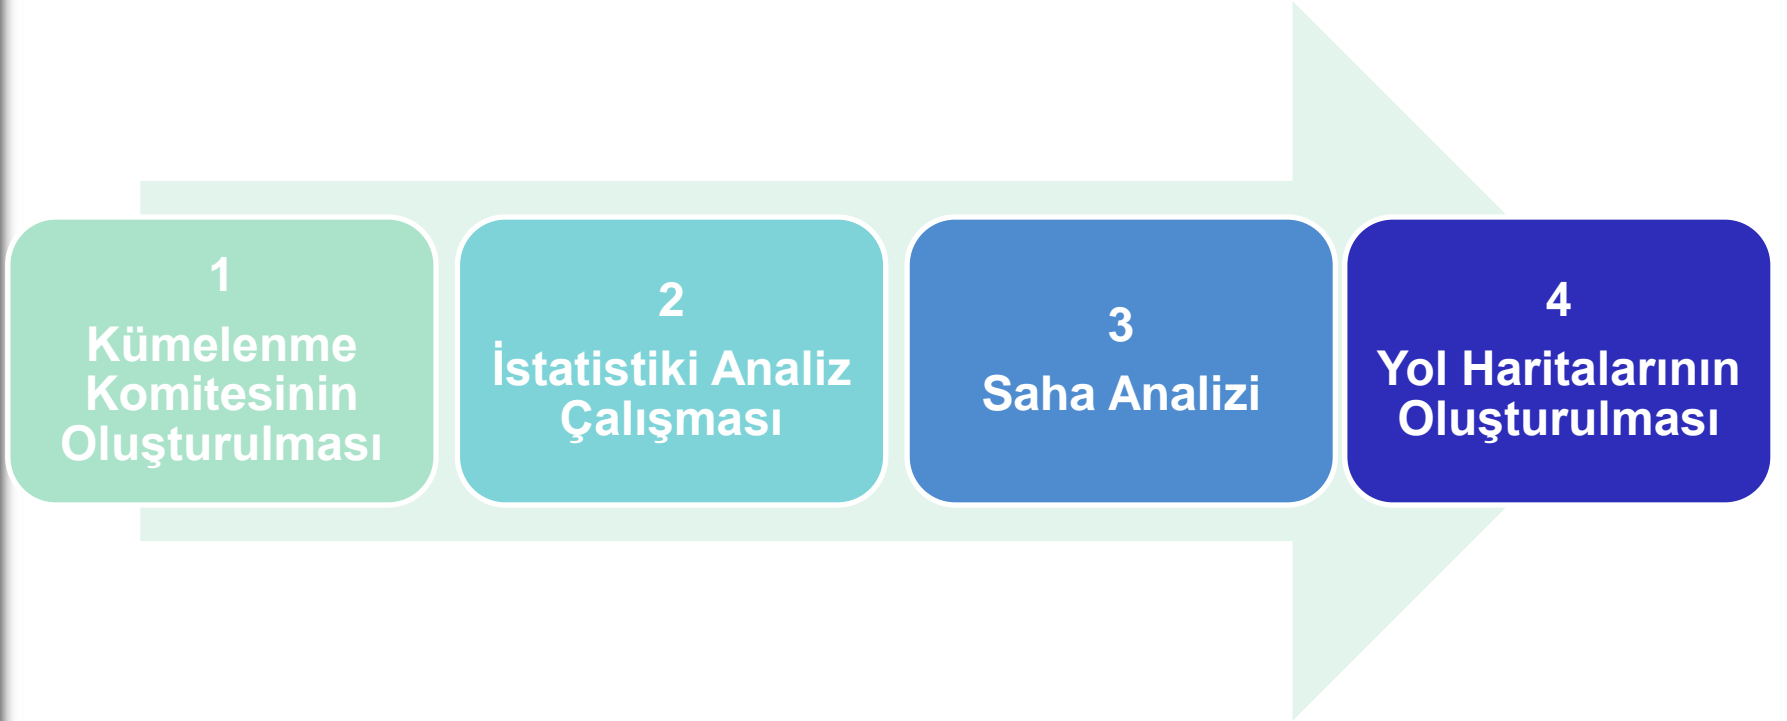 1
Kümelenme
Komitesinin
Oluşturulması
2
İstatistiki Analiz
Çalışması
3
Saha Analizi
4
Yol Haritalarının
Oluşturulması